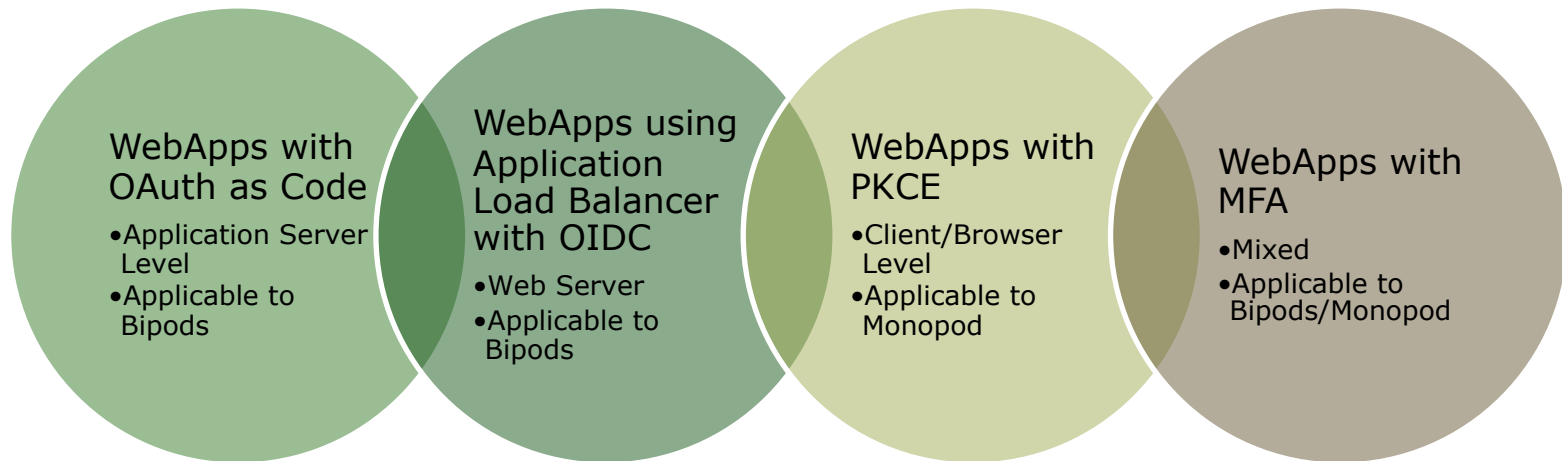 WebApps with
OAuth as Code
•Application Server
Level
•Applicable to
Bipods
WebApps using
Application
Load Balancer
with OIDC
•Web Server
•Applicable to
Bipods
WebApps with
PKCE
•Client/Browser
Level
•Applicable to
Monopod
WebApps with
MFA
•Mixed
•Applicable to
Bipods/Monopod